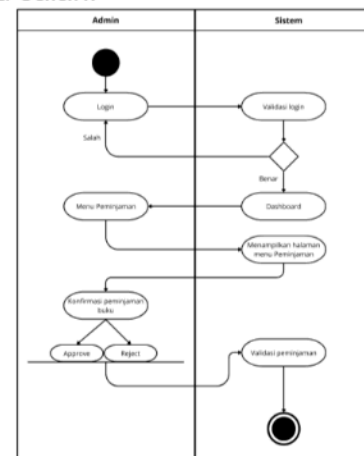 Admin
Sistem
Login
Validasi login
Salah
Benar
Menu Peminjaman
Dashboard
Menampilkan halaman
menu Peminjaman
Konfirmasi peminjaman
buku
Approve
Reject
Validasi peminjaman